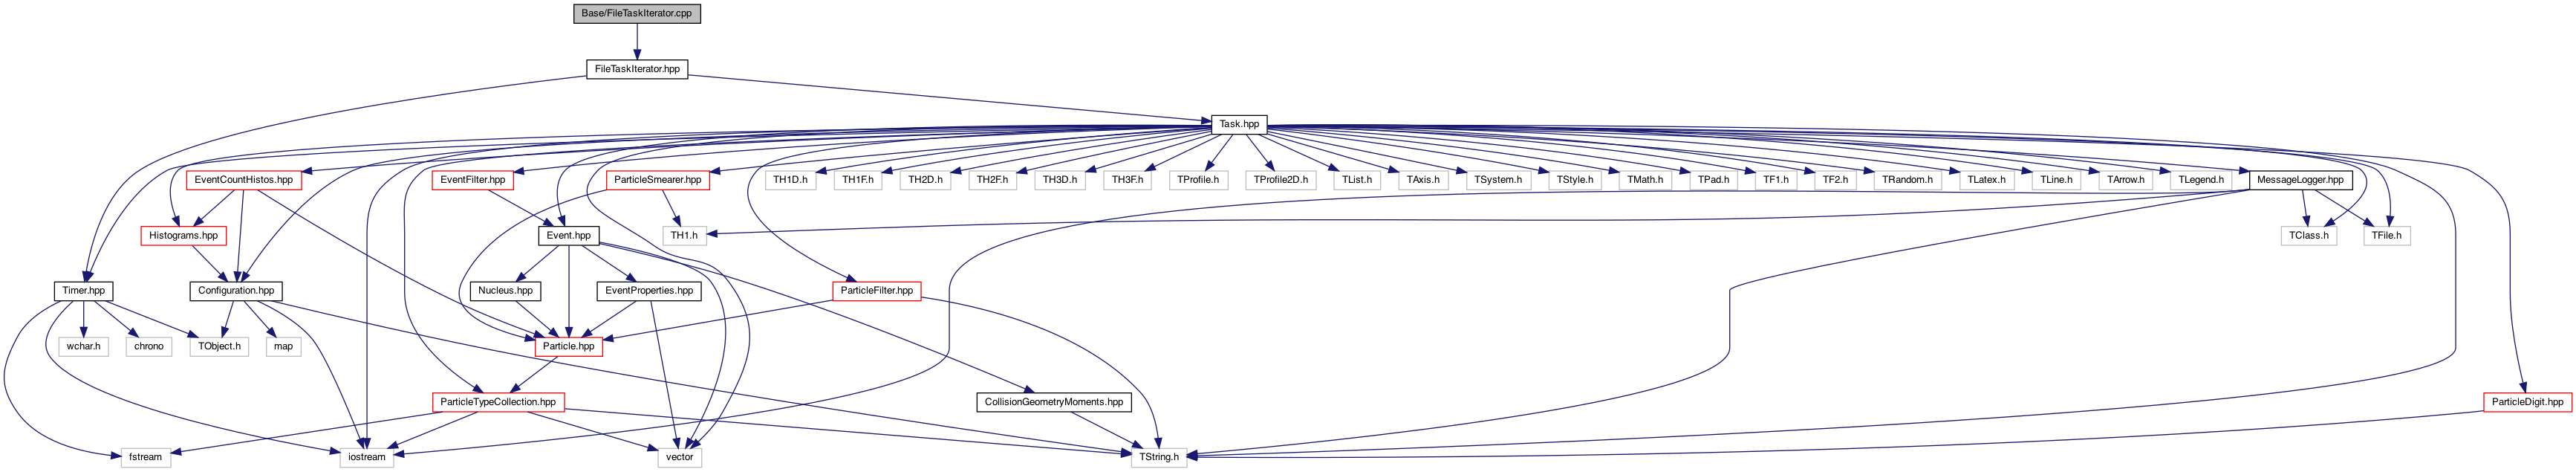 Base/FileTaskIterator.cpp
FileTaskIterator.hpp
Task.hpp
EventCountHistos.hpp
EventFilter.hpp
ParticleSmearer.hpp
TH1D.h
TH1F.h
TH2D.h
TH2F.h
TH3D.h
TH3F.h
TProfile.h
TProfile2D.h
TList.h
TAxis.h
TSystem.h
TStyle.h
TMath.h
TPad.h
TF1.h
TF2.h
TRandom.h
TLatex.h
TLine.h
TArrow.h
TLegend.h
MessageLogger.hpp
Histograms.hpp
Event.hpp
TH1.h
TClass.h
TFile.h
Timer.hpp
Configuration.hpp
Nucleus.hpp
EventProperties.hpp
ParticleFilter.hpp
wchar.h
chrono
TObject.h
map
Particle.hpp
ParticleTypeCollection.hpp
CollisionGeometryMoments.hpp
ParticleDigit.hpp
fstream
iostream
vector
TString.h